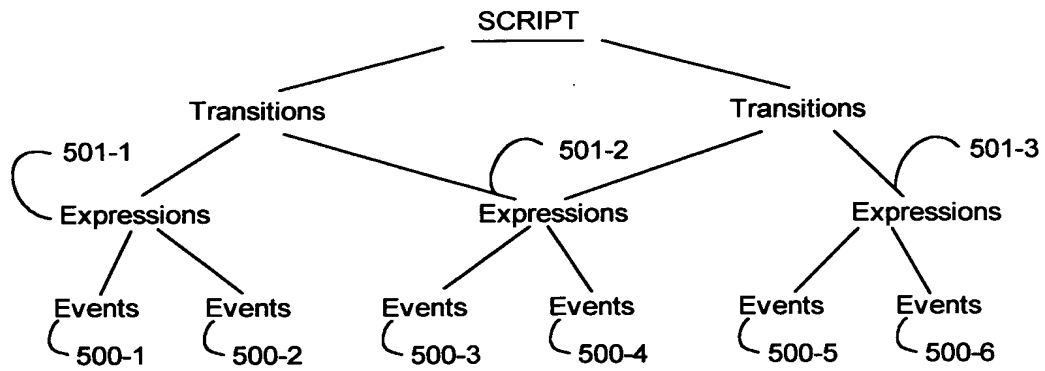 SCRIPT
Transitions Transitions
501-1 501-2 501-3
Expressions Expressions Expressions
Events Events Events Events Events Events
500-1 500-2 500-3 500-4 500-5 500-6